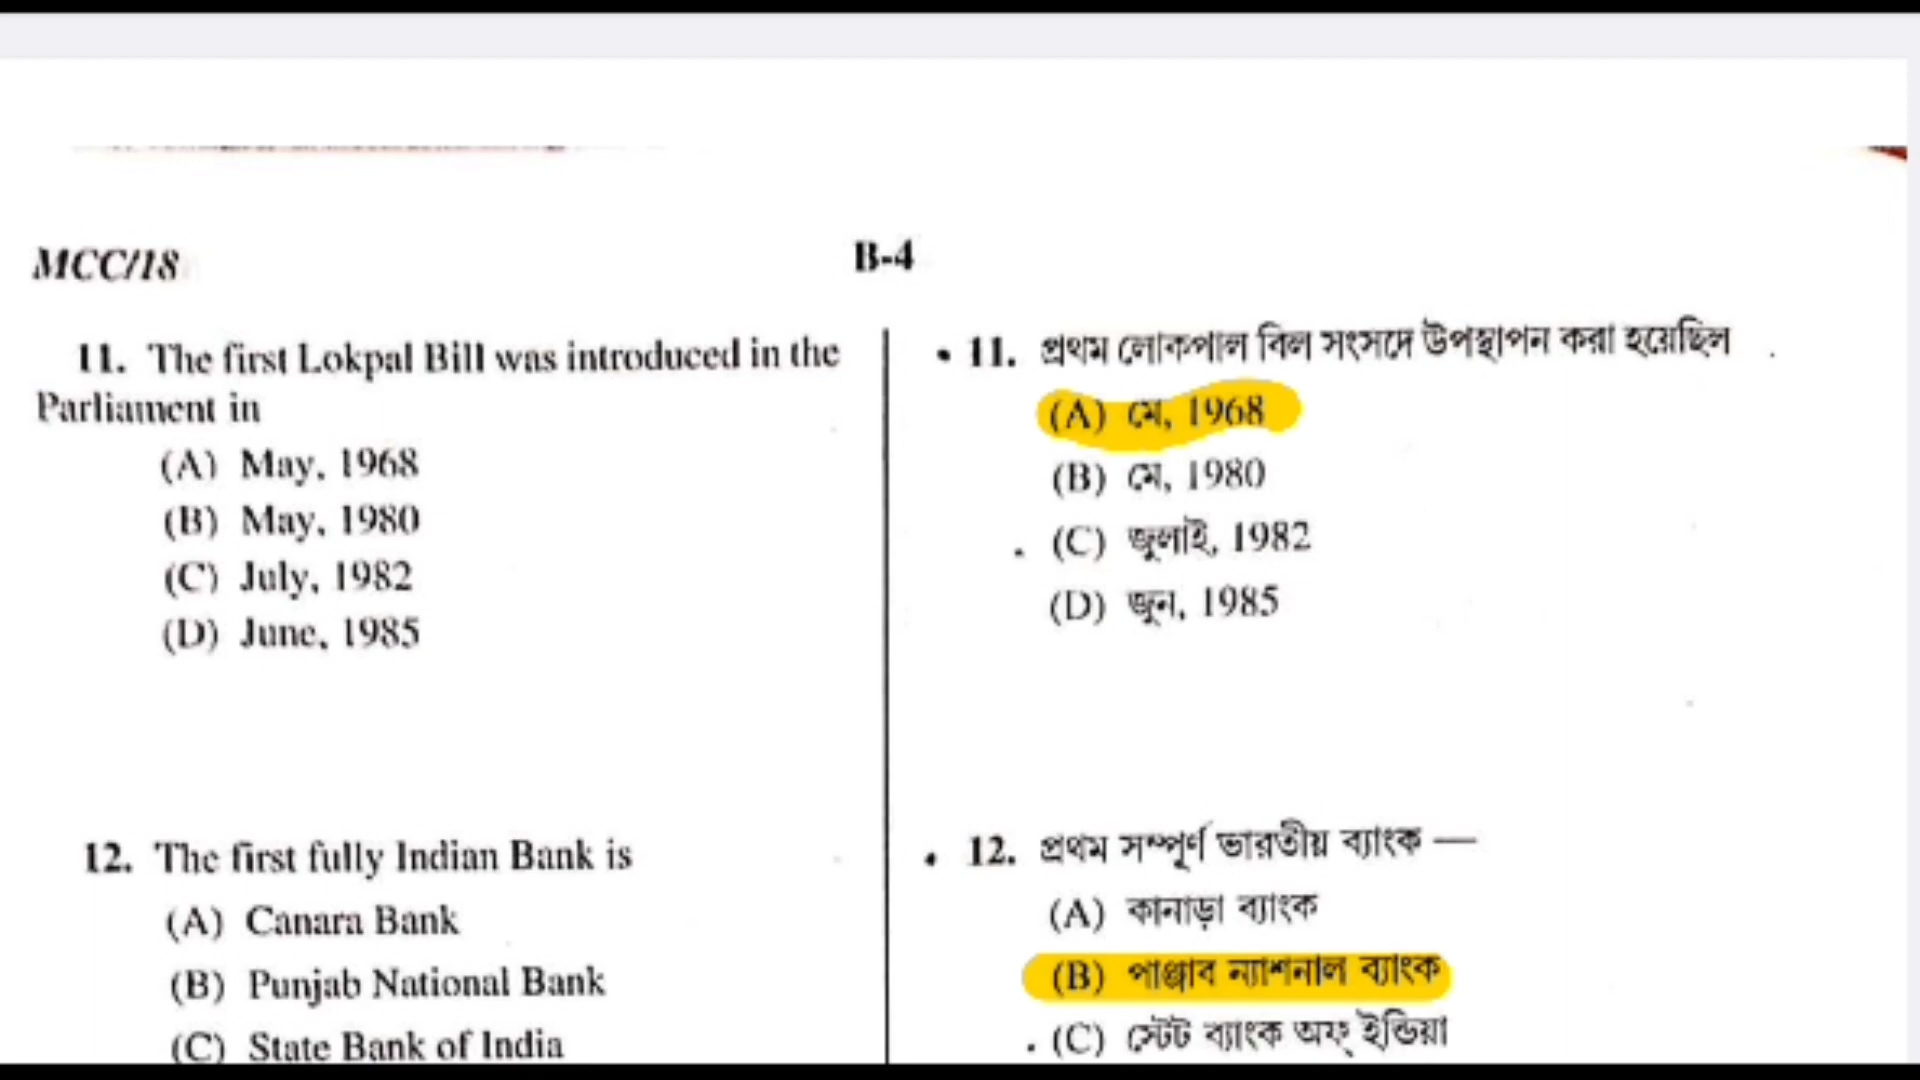 MCC/18
B-4
11. The first Lokpal Bill was introduced in the
Parliament in
(A) May, 1968
(B) May, 1980
(C) July, 1982
(D) June, 1985
12. The first fully Indian Bank is
(A) Canara Bank
(B) Punjab National Bank
(C) State Bank of India
11. প্রথম লোকপাল বিল সংসদে উপস্থাপন করা হয়েছিল
(A) মে, 1968
(B) মে, 1980
(C) জুলাই, 1982
(D) জুন, 1985
12. প্রথম সম্পূর্ণ ভারতীয় ব্যাংক —
(A) কানাড়া ব্যাংক
(B) পাঞ্জাব ন্যাশনাল ব্যাংক
(C) স্টেট ব্যাংক অফ্ ইন্ডিয়া